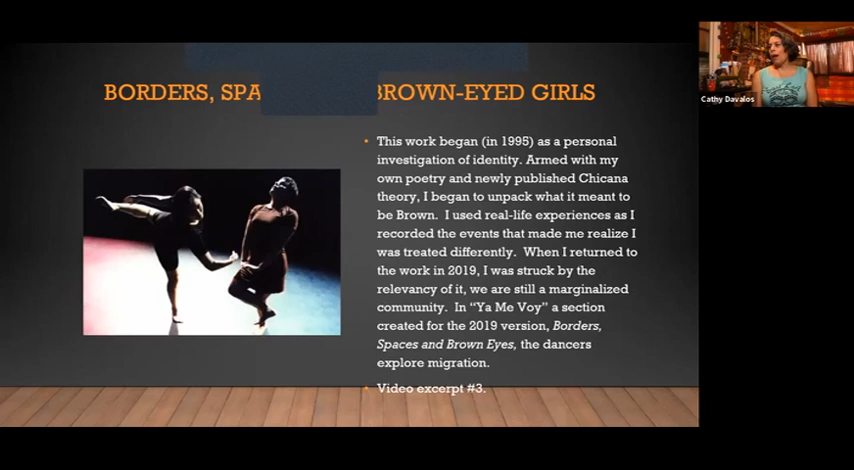 BORDERS, SPA ROWN-EYED GIRLS
• This work began (in 1995) as a personal
investigation of identity. Armed with my
own poetry and newly published Chicana
theory, I began to unpack what it meant to
be Brown. I used real-life experiences as I
recorded the events that made me realize I
was treated differently. When I returned to
the work in 2019, I was struck by the
relevancy of it, we are still a marginalized
community. In “Ya Me Voy” a section
created for the 2019 version, Borders,
Spaces and Brown Eyes, the dancers
explore migration.
• Video excerpt #3.
Cathy Davalos